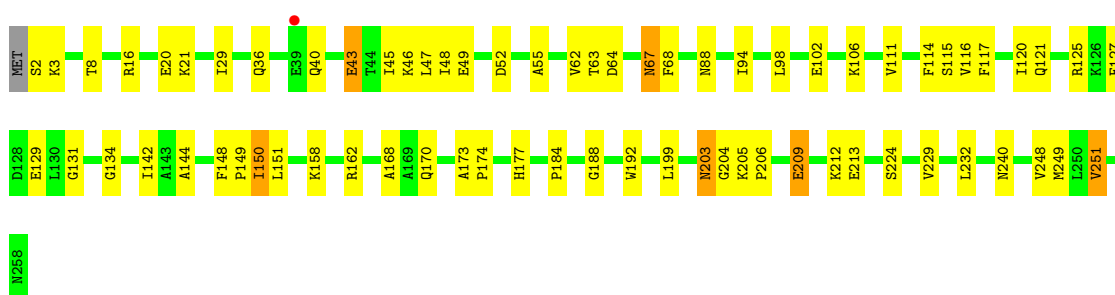 MET S2 K3 T8 R16 E20 K21 I29 Q36 E39 Q40 E43 T44 I45 K46 L47 I48 E49 D52 A55 V62 T63 D64 N67 F68 N88 I94 L98 E102 K106 V111 F114 S115 V116 F117 I120 Q121 R125 K126
D128 E129 L130 G131 G134 I142 A143 A144 F148 P149 I150 L151 K158 R162 A168 A169 Q170 A173 P174 H177 P184 G188 W192 L199 N203 G204 K205 P206 E209 K212 E213 S224 V229 L232 N240 V248 M249 L250 V251
N258